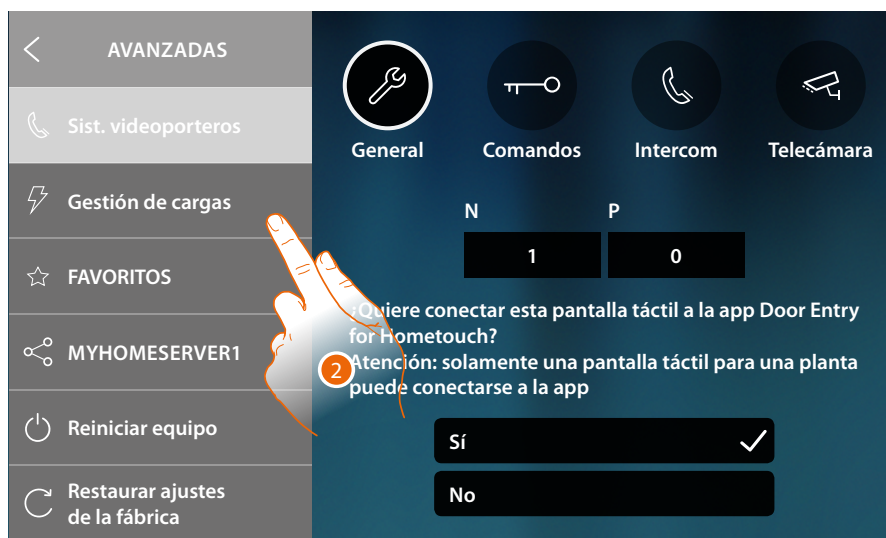 AVANZADAS
Sist. videoporteros
Gestión de cargas
FAVORITOS
MYHOMESERVER1
Reiniciar equipo
Restaurar ajustes
de la fábrica
General
Comandos
Intercom
Telecámara
N
P
1
0
¿Quiere conectar esta pantalla táctil a la app Door Entry
for Hometouch?
Atención: solamente una pantalla táctil para una planta
puede conectarse a la app
2
Sí
No